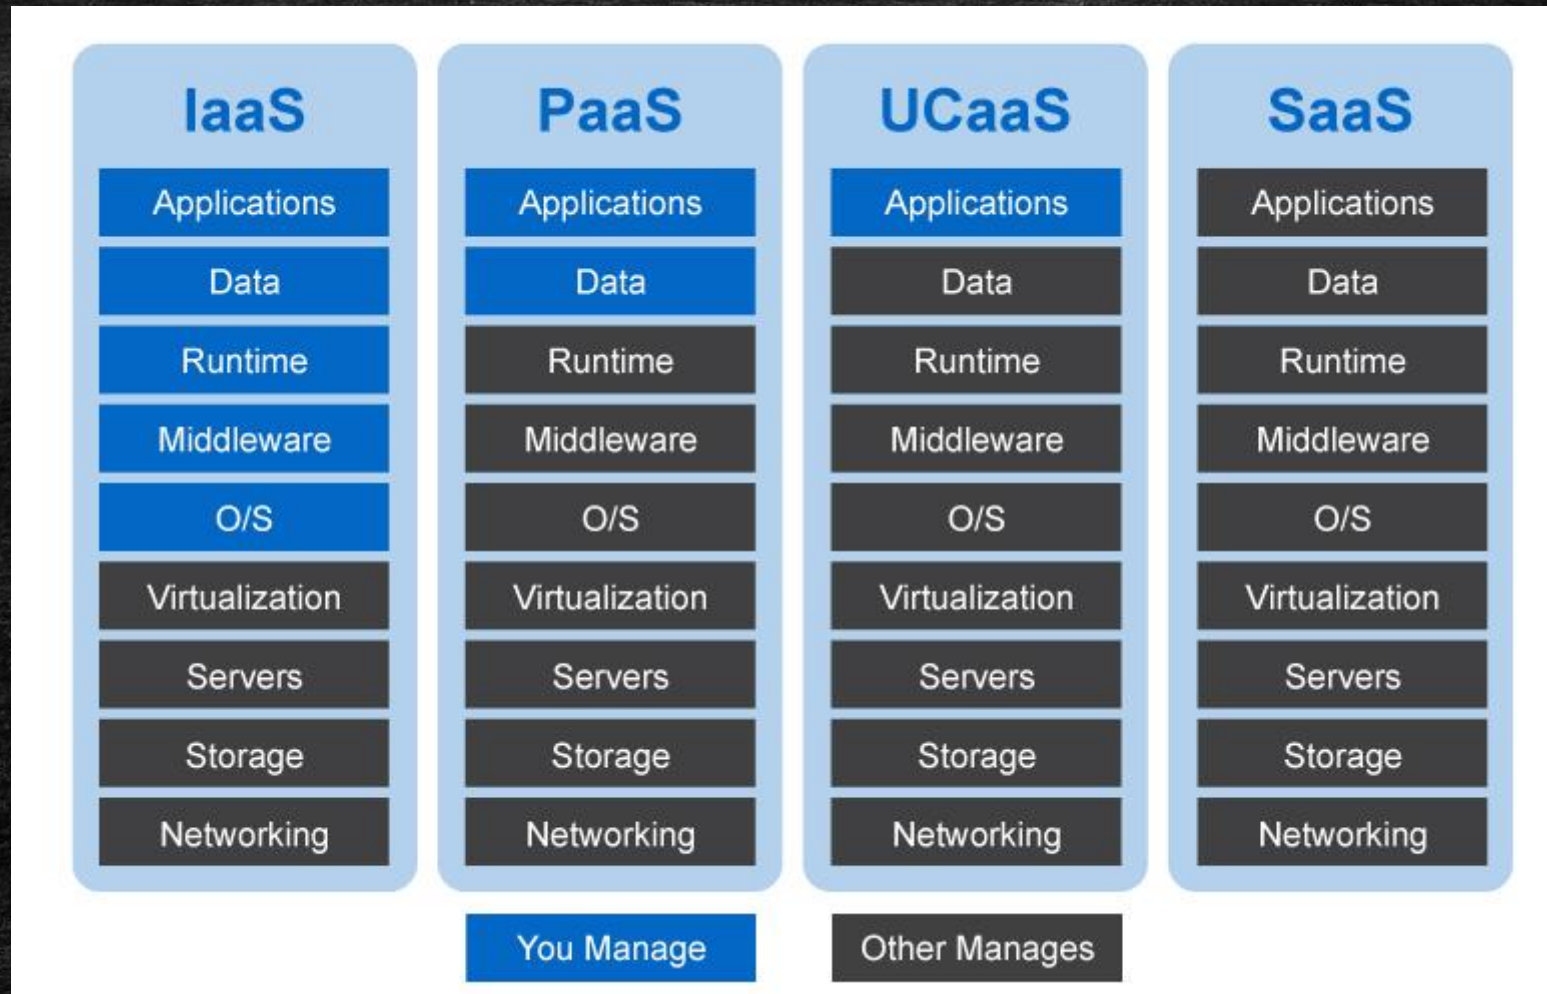 IaaS
Applications
Data
Runtime
Middleware
O/S
Virtualization
Servers
Storage
Networking
PaaS
Applications
Data
Runtime
Middleware
O/S
Virtualization
Servers
Storage
Networking
UCaaS
Applications
Data
Runtime
Middleware
O/S
Virtualization
Servers
Storage
Networking
SaaS
Applications
Data
Runtime
Middleware
O/S
Virtualization
Servers
Storage
Networking
You Manage
Other Manages